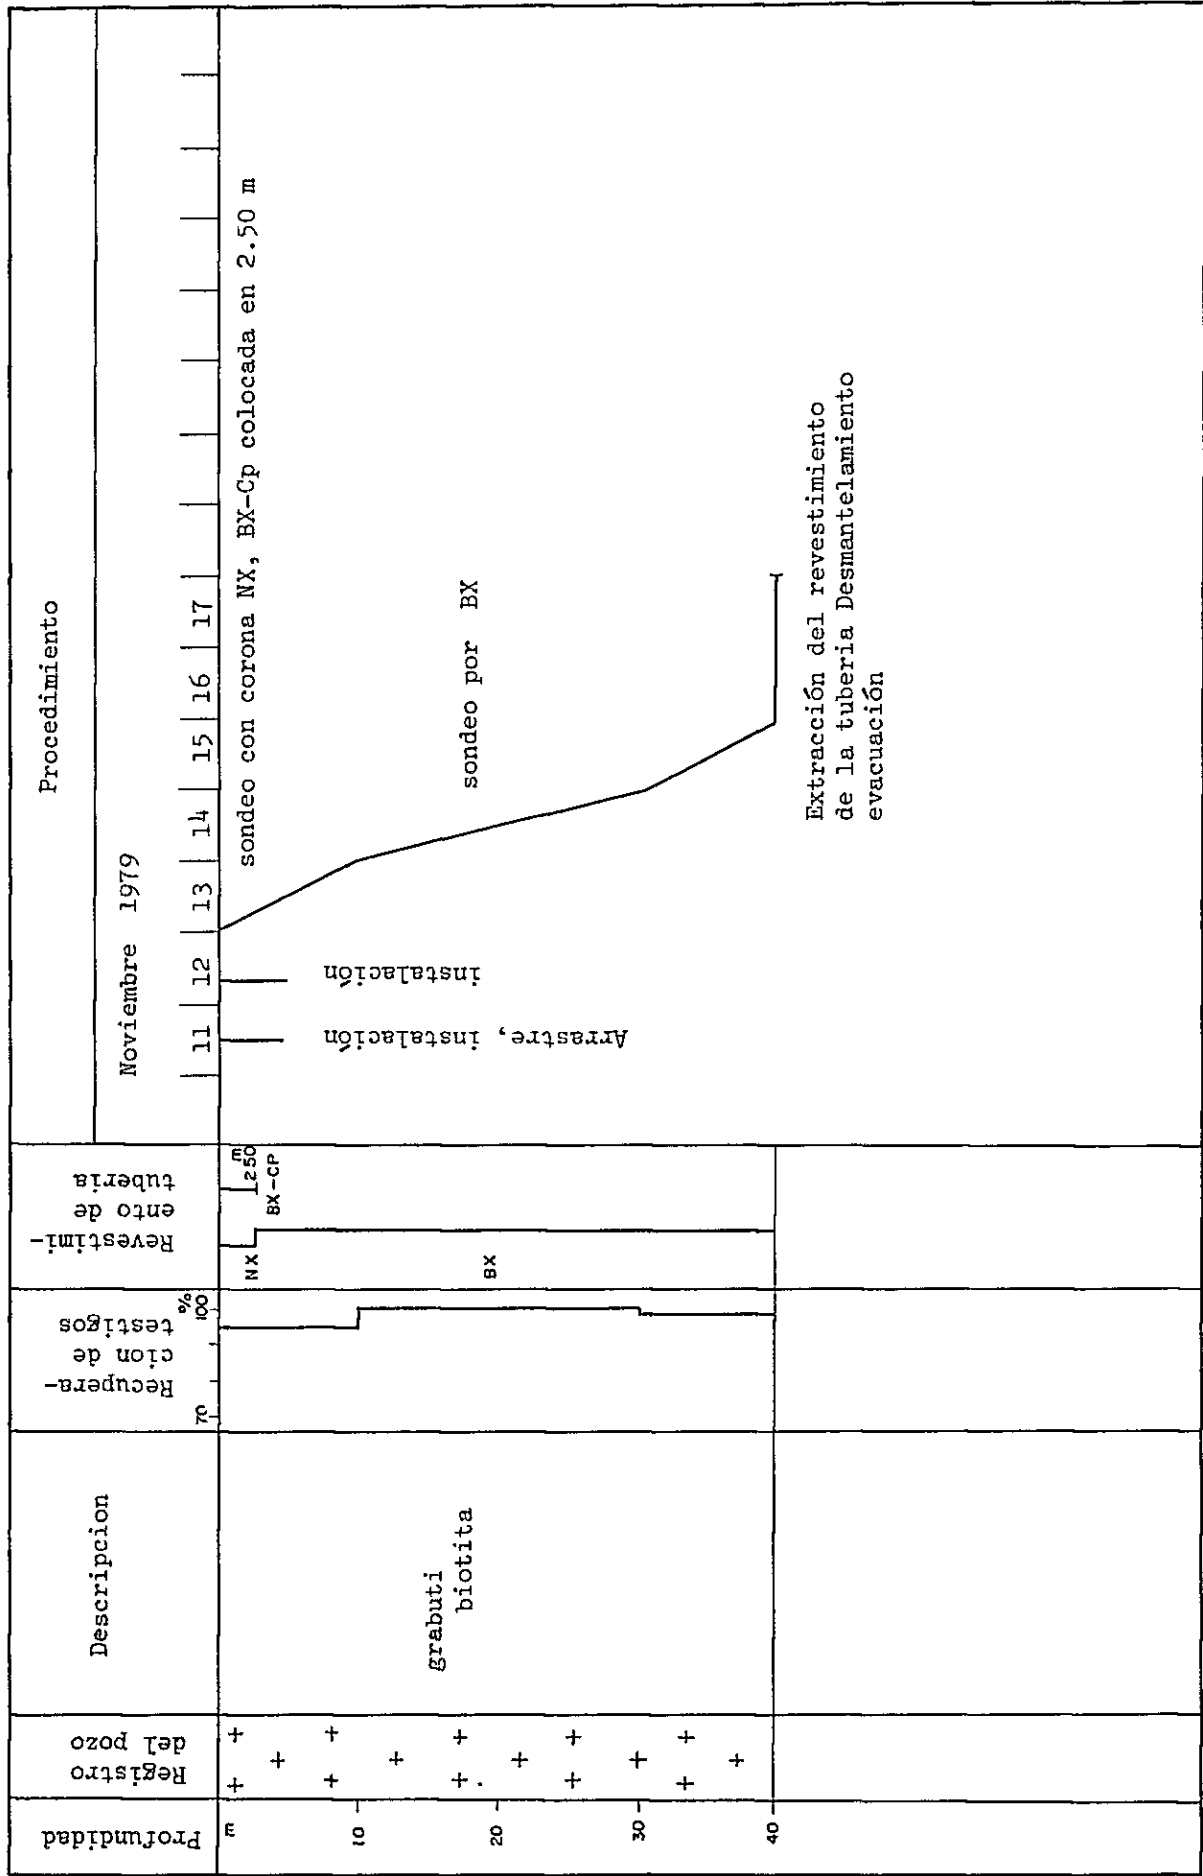 Profundidad
Registro
del pozo
Descripcion
Recupera-
cion de
testigos
Revestimi-
ento de
tuberia
Procedimiento
Noviembre 1979
11 12 13 14 15 16 17
m
10
20
30
40
grabuti
biotita
70
100
%
NX
BX
m
2.50
BX-CP
Arrastre, instalación
instalación
sondeo con corona NX, BX-Cp colocada en 2.50 m
sondeo por BX
Extracción del revestimiento
de la tuberia Desmantelamiento
evacuación